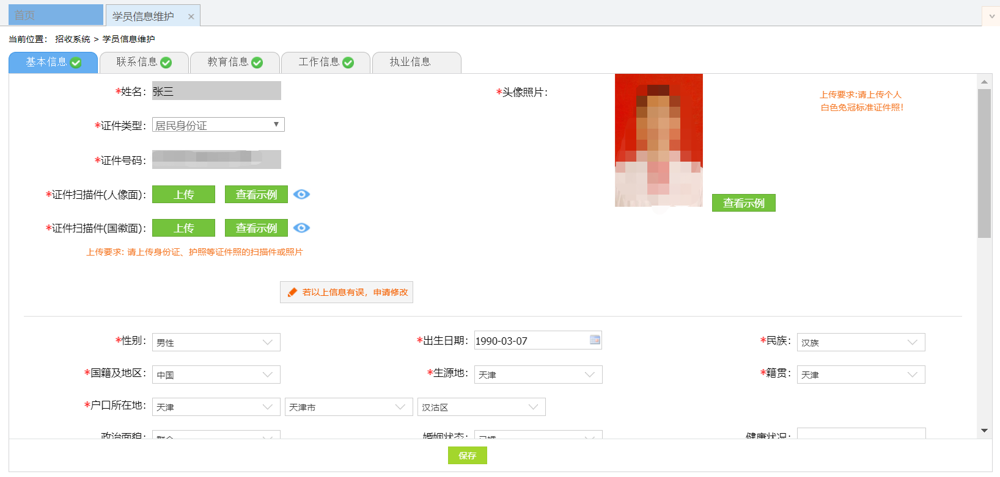 首页
学员信息维护 ×
当前位置： 招收系统 > 学员信息维护
基本信息 联系信息 教育信息 工作信息 执业信息
*姓名： 张三
*头像照片：
上传要求:请上传个人
白色免冠标准证件照!
*证件类型： 居民身份证
*证件号码：
*证件扫描件(人像面)： 上传 查看示例
查看示例
*证件扫描件(国徽面)： 上传 查看示例
上传要求: 请上传身份证、护照等证件照的扫描件或照片
若以上信息有误，申请修改
*性别： 男性 *出生日期： 1990-03-07 *民族： 汉族
*国籍及地区： 中国 *生源地： 天津 *籍贯： 天津
*户口所在地： 天津 天津市 汉沽区
政治面貌： 群众 婚姻状态： 已婚 健康状况：
保存